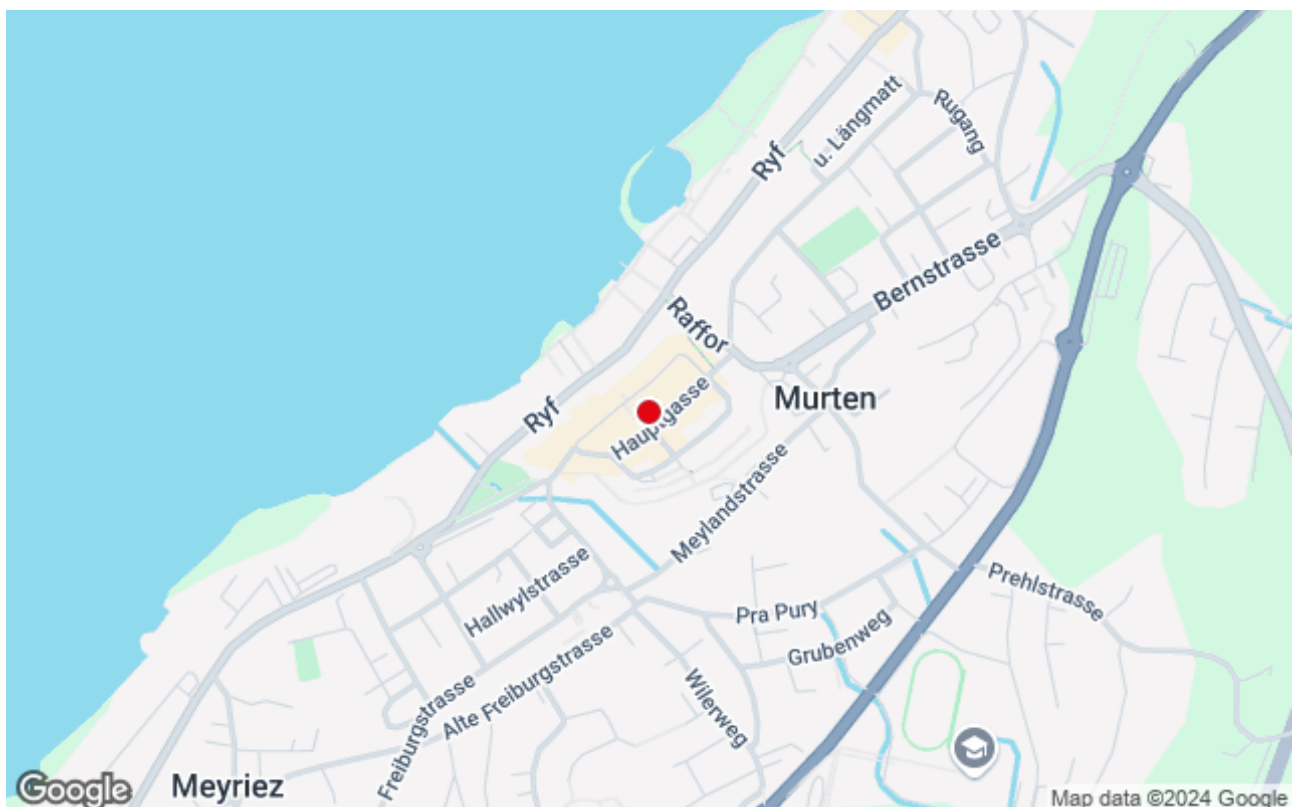 Ryf
u. Längmatt
Rugang
Raffor
Bernstrasse
Murten
Hauptgasse
Ryf
Meylandstrasse
Hallwylstrasse
Pra Pury
Prehlstrasse
Grubenweg
Freiburgstrasse
Alte Freiburgstrasse
Wilerweg
Meyriez
Google
Map data ©2024 Google